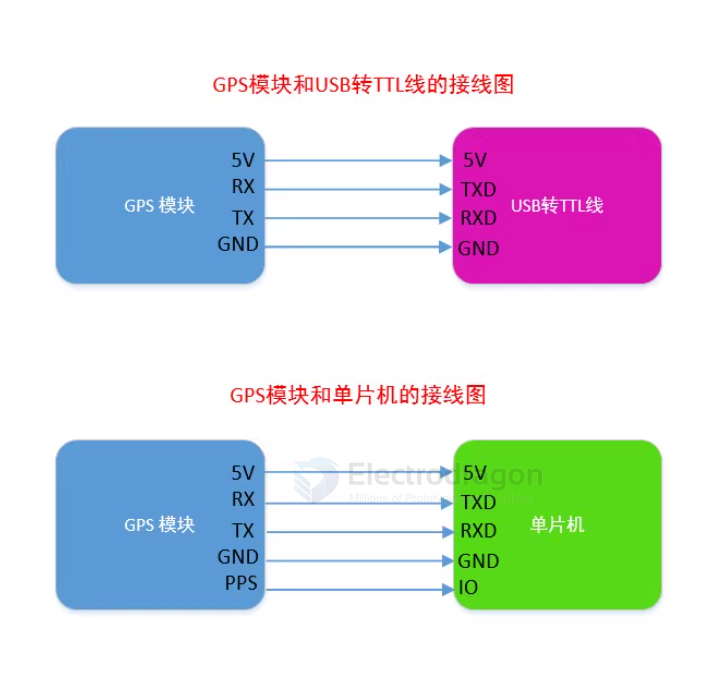 GPS模块和USB转TTL线的接线图
5V 5V
RX TXD
GPS 模块 USB转TTL线
TX RXD
GND GND
GPS模块和单片机的接线图
Electrodragon
5V 5V
Millions of
RX TXD
GPS 模块 单片机
TX RXD
GND GND
PPS IO